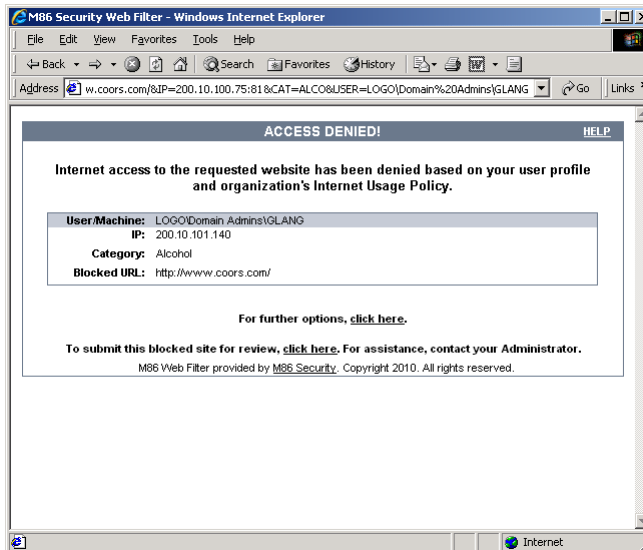 M86 Security Web Filter - Windows Internet Explorer
File Edit View Favorites Tools Help
Back Search Favorites History
Address w.coors.com/&IP=200.10.100.75:81&CAT=ALCO&USER=LOGO\Domain%20Admins\GLANG Go Links
ACCESS DENIED! HELP
Internet access to the requested website has been denied based on your user profile
and organization's Internet Usage Policy.
User/Machine: LOGO\Domain Admins\GLANG
IP: 200.10.101.140
Category: Alcohol
Blocked URL: http://www.coors.com/
For further options, click here.
To submit this blocked site for review, click here. For assistance, contact your Administrator.
M86 Web Filter provided by M86 Security. Copyright 2010. All rights reserved.
Internet